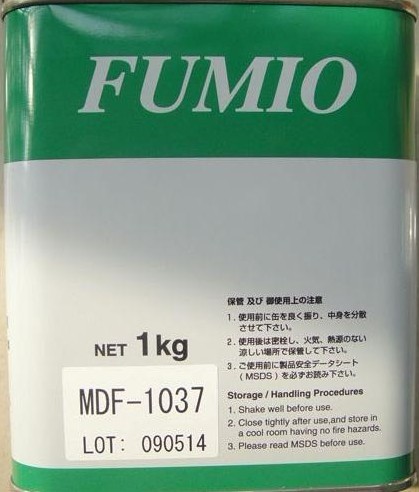 FUMIO
保管 及び 御使用上の注意
1. 使用前に缶を良く振り、中身を分散
させて下さい。
2. 使用後は密栓し、火気、熱源のない
涼しい場所で保管して下さい。
3. ご使用前に製品安全データシート
(MSDS) を必ずお読み下さい。
NET 1kg
MDF-1037
LOT: 090514
Storage / Handling Procedures
1. Shake well before use.
2. Close tightly after use,and store in
a cool room having no fire hazards.
3. Please read MSDS before use.